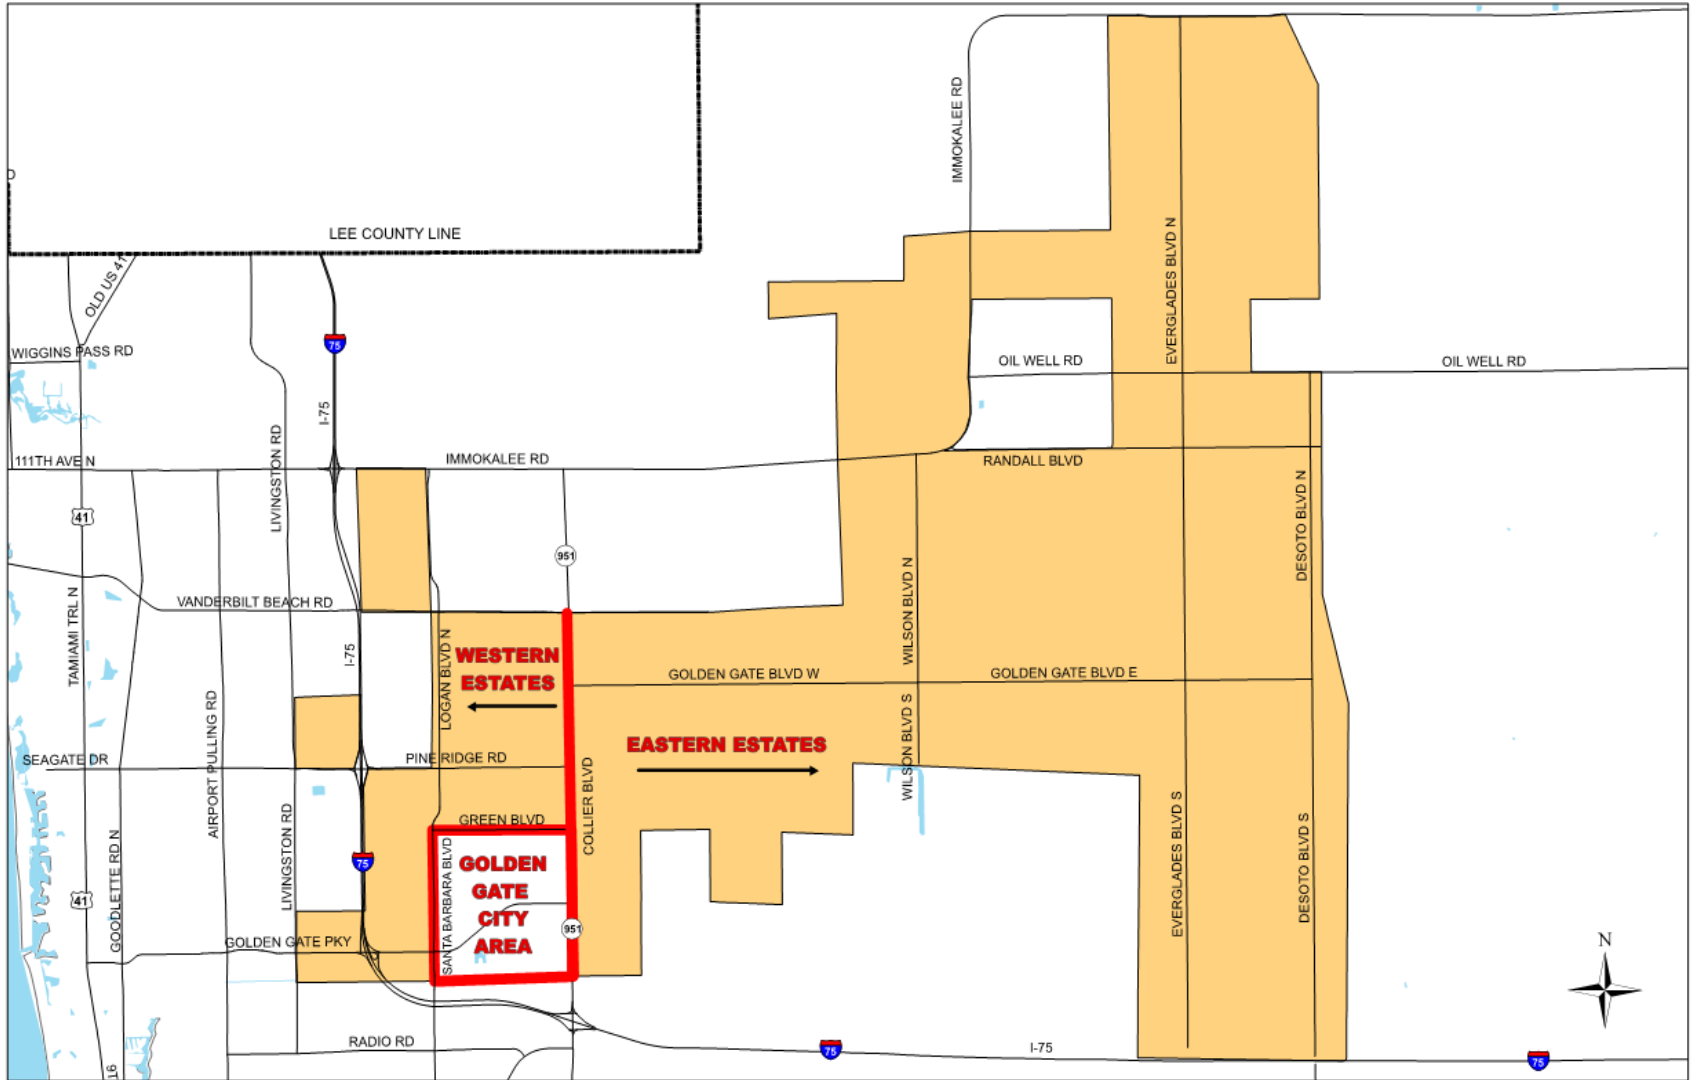 IMMOKALEE RD
LEE COUNTY LINE
OLD US 41
EVERGLADES BLVD N
75
WIGGINS PASS RD
OIL WELL RD
OIL WELL RD
I-75
111TH AVE N
LIVINGSTON RD
IMMOKALEE RD
RANDALL BLVD
41
DESOTO BLVD N
951
VANDERBILT BEACH RD
TAMIAMI TRL N
I-75
LOGAN BLVD N
WESTERN
ESTATES
WILSON BLVD N
GOLDEN GATE BLVD W
GOLDEN GATE BLVD E
AIRPORT PULLING RD
WILSON BLVD S
EASTERN ESTATES
SEAGATE DR
PINE RIDGE RD
COLLIER BLVD
GREEN BLVD
EVERGLADES BLVD S
DESOTO BLVD S
LIVINGSTON RD
75
SANTA BARBARA BLVD
GOLDEN
GATE
CITY
AREA
41
GOODLETTE RD N
951
GOLDEN GATE PKY
N
RADIO RD
75
I-75
75